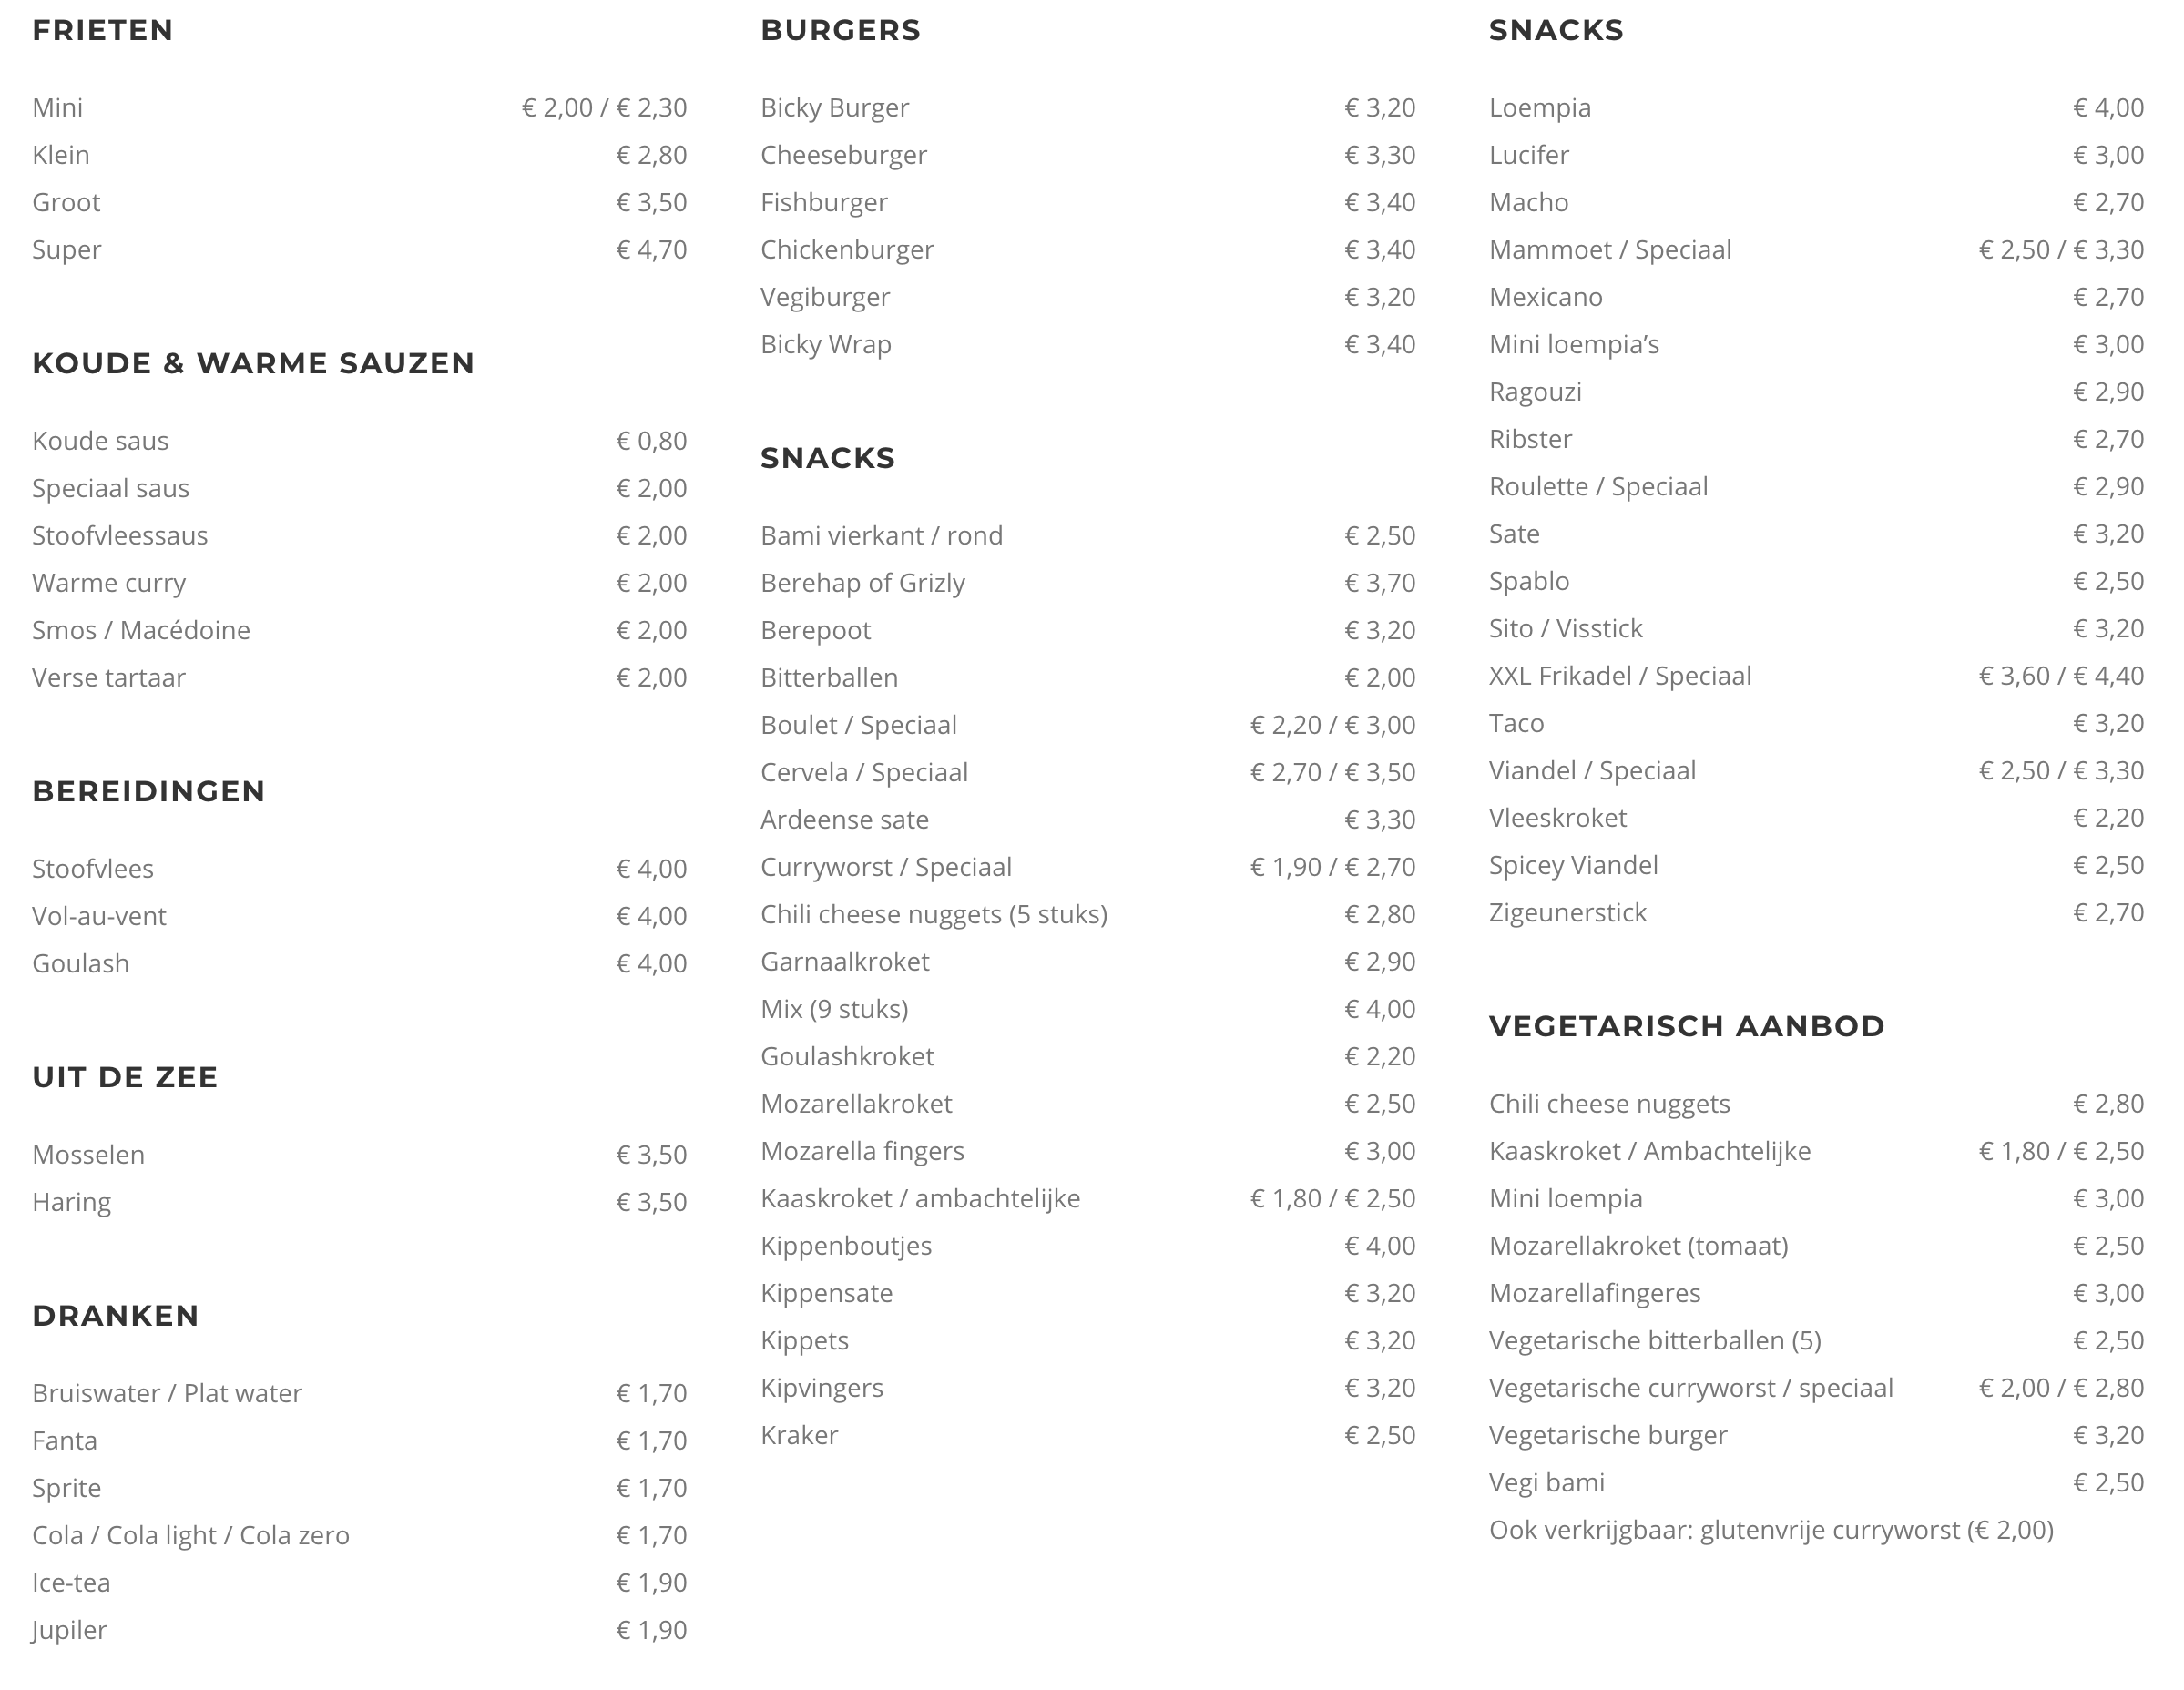 FRIETEN
Mini € 2,00 / € 2,30
Klein € 2,80
Groot € 3,50
Super € 4,70
KOUDE & WARME SAUZEN
Koude saus € 0,80
Speciaal saus € 2,00
Stoofvleessaus € 2,00
Warme curry € 2,00
Smos / Macédoine € 2,00
Verse tartaar € 2,00
BEREIDINGEN
Stoofvlees € 4,00
Vol-au-vent € 4,00
Goulash € 4,00
UIT DE ZEE
Mosselen € 3,50
Haring € 3,50
DRANKEN
Bruiswater / Plat water € 1,70
Fanta € 1,70
Sprite € 1,70
Cola / Cola light / Cola zero € 1,70
Ice-tea € 1,90
Jupiler € 1,90
BURGERS
Bicky Burger € 3,20
Cheeseburger € 3,30
Fishburger € 3,40
Chickenburger € 3,40
Vegiburger € 3,20
Bicky Wrap € 3,40
SNACKS
Bami vierkant / rond € 2,50
Berehap of Grizly € 3,70
Berepoot € 3,20
Bitterballen € 2,00
Boulet / Speciaal € 2,20 / € 3,00
Cervela / Speciaal € 2,70 / € 3,50
Ardeense sate € 3,30
Curryworst / Speciaal € 1,90 / € 2,70
Chili cheese nuggets (5 stuks) € 2,80
Garnaalkroket € 2,90
Mix (9 stuks) € 4,00
Goulashkroket € 2,20
Mozarellakroket € 2,50
Mozarella fingers € 3,00
Kaaskroket / ambachtelijke € 1,80 / € 2,50
Kippenboutjes € 4,00
Kippensate € 3,20
Kippets € 3,20
Kipvingers € 3,20
Kraker € 2,50
SNACKS
Loempia € 4,00
Lucifer € 3,00
Macho € 2,70
Mammoet / Speciaal € 2,50 / € 3,30
Mexicano € 2,70
Mini loempia’s € 3,00
Ragouzi € 2,90
Ribster € 2,70
Roulette / Speciaal € 2,90
Sate € 3,20
Spablo € 2,50
Sito / Visstick € 3,20
XXL Frikadel / Speciaal € 3,60 / € 4,40
Taco € 3,20
Viandel / Speciaal € 2,50 / € 3,30
Vleeskroket € 2,20
Spicey Viandel € 2,50
Zigeunerstick € 2,70
VEGETARISCH AANBOD
Chili cheese nuggets € 2,80
Kaaskroket / Ambachtelijke € 1,80 / € 2,50
Mini loempia € 3,00
Mozarellakroket (tomaat) € 2,50
Mozarellafingeres € 3,00
Vegetarische bitterballen (5) € 2,50
Vegetarische curryworst / speciaal € 2,00 / € 2,80
Vegetarische burger € 3,20
Vegi bami € 2,50
Ook verkrijgbaar: glutenvrije curryworst (€ 2,00)